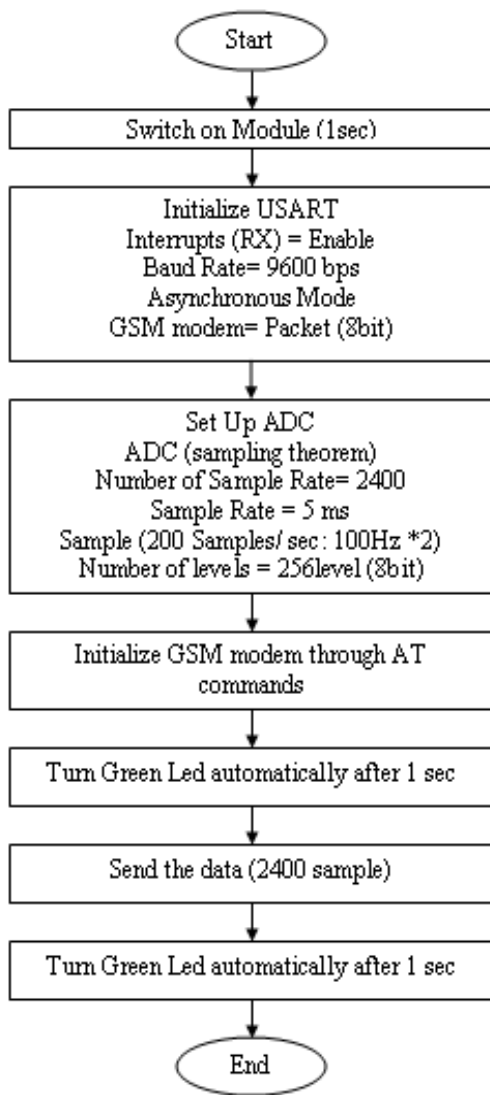 Start
Switch on Module (1sec)
Initialize USART
Interrupts (RX) = Enable
Baud Rate= 9600 bps
Asynchronous Mode
GSM modem= Packet (8bit)
Set Up ADC
ADC (sampling theorem)
Number of Sample Rate= 2400
Sample Rate = 5 ms
Sample (200 Samples/ sec: 100Hz *2)
Number of levels = 256level (8bit)
Initialize GSM modem through AT
commands
Turn Green Led automatically after 1 sec
Send the data (2400 sample)
Turn Green Led automatically after 1 sec
End